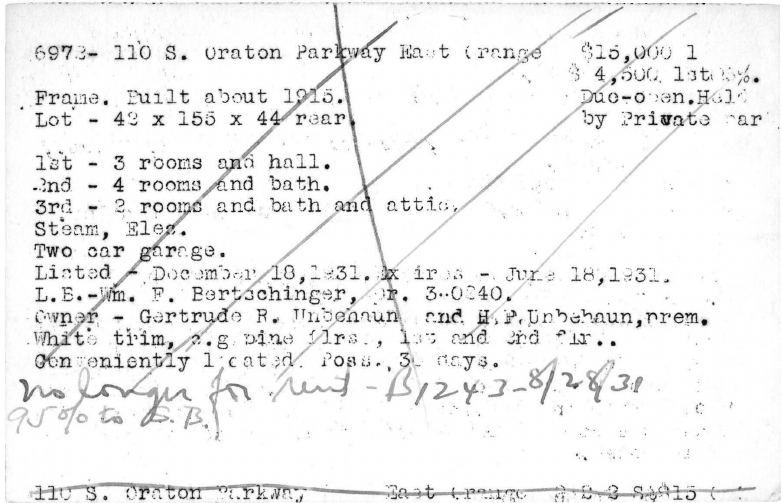 6973- 110 S. Oraton Parkway East Orange $15,000 1
$ 4,500 1st @ 6%.
Frame. Built about 1915. Due-open. Held
Lot - 42 x 155 x 44 rear. by Private
1st - 3 rooms and hall.
2nd - 4 rooms and bath.
3rd - 2 rooms and bath and attic.
Steam, Elec.
Two car garage.
Listed - December 18,1931. Expires - June 18,1931.
L.B.-Wm. F. Bertschinger, Or. 3-0240.
Owner - Gertrude R. Unbehaun and H.P.Unbehaun,prem.
White trim, c.g pine flrs., 1st and 2nd flr..
Conveniently located. Poss. 30 days.
no longer for rent - B1243-8/28/31
95% to S.B.
110 S. Oraton Parkway East Orange